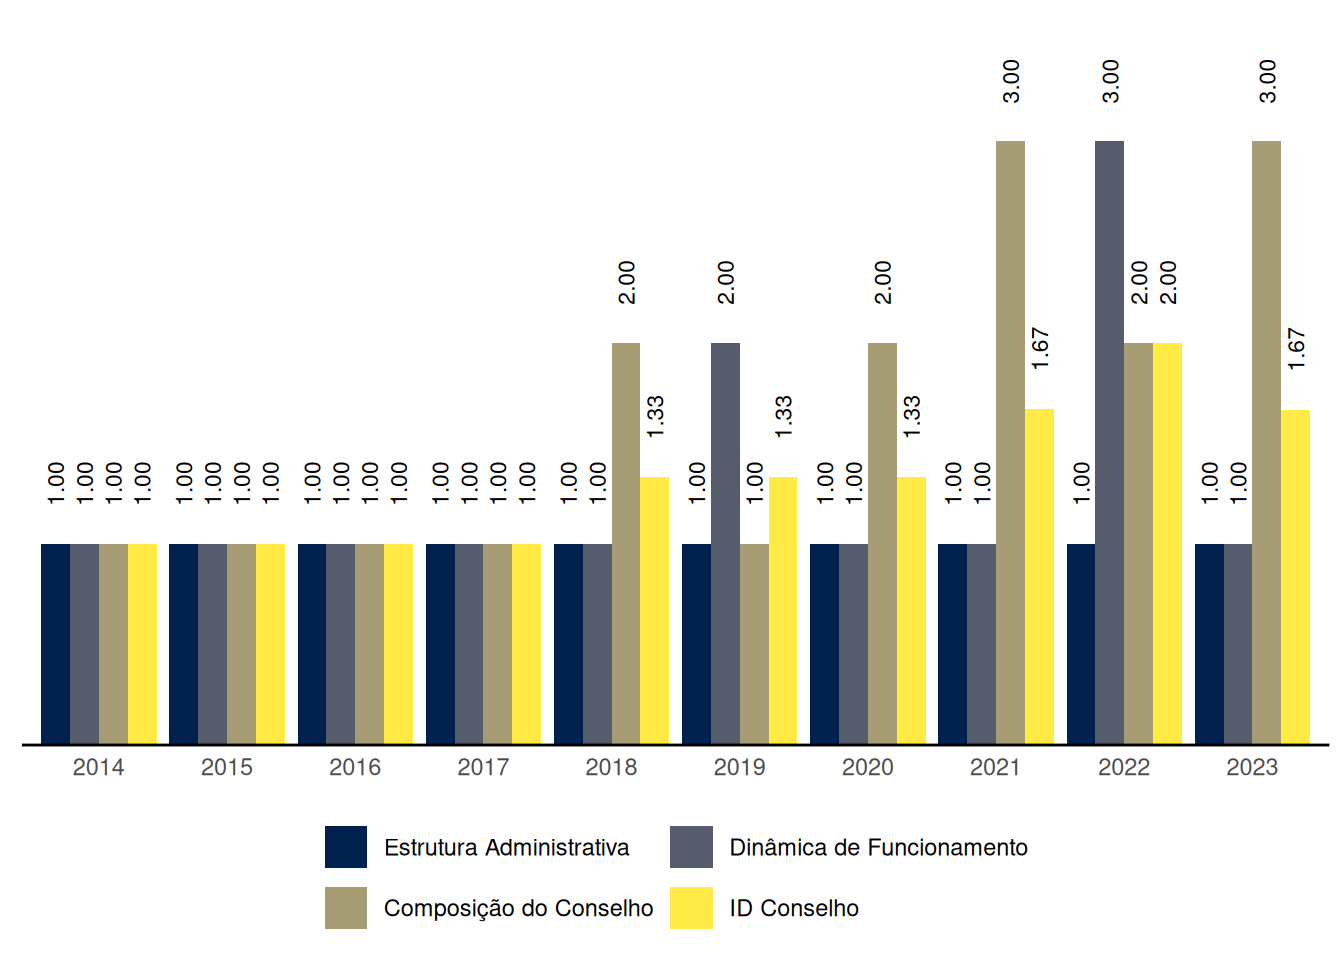 3.00 3.00 3.00
2.00 2.00 2.00 2.00 2.00
1.67 1.67
1.33 1.33 1.33
1.00 1.00 1.00 1.00 1.00 1.00 1.00 1.00 1.00 1.00 1.00 1.00 1.00 1.00 1.00 1.00 1.00 1.00 1.00 1.00 1.00 1.00 1.00 1.00 1.00 1.00 1.00
2014 2015 2016 2017 2018 2019 2020 2021 2022 2023
Estrutura Administrativa Dinâmica de Funcionamento
Composição do Conselho ID Conselho